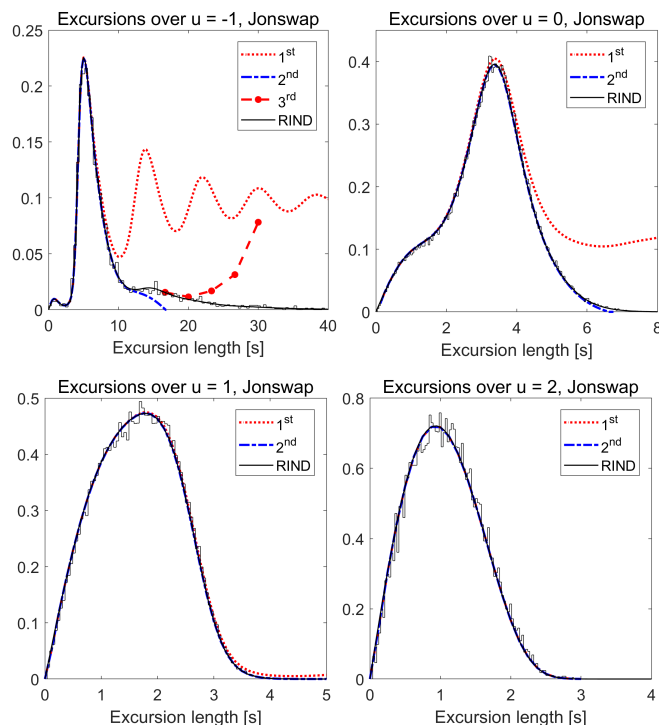 Excursions over u = -1, Jonswap
0.25
0.2
0.15
0.1
0.05
0
0 10 20 30 40
Excursion length [s]
1st
2nd
3rd
RIND
Excursions over u = 0, Jonswap
0.4
0.3
0.2
0.1
0
0 2 4 6 8
Excursion length [s]
1st
2nd
RIND
Excursions over u = 1, Jonswap
0.5
0.4
0.3
0.2
0.1
0
0 1 2 3 4 5
Excursion length [s]
1st
2nd
RIND
Excursions over u = 2, Jonswap
0.8
0.6
0.4
0.2
0
0 1 2 3 4
Excursion length [s]
1st
2nd
RIND